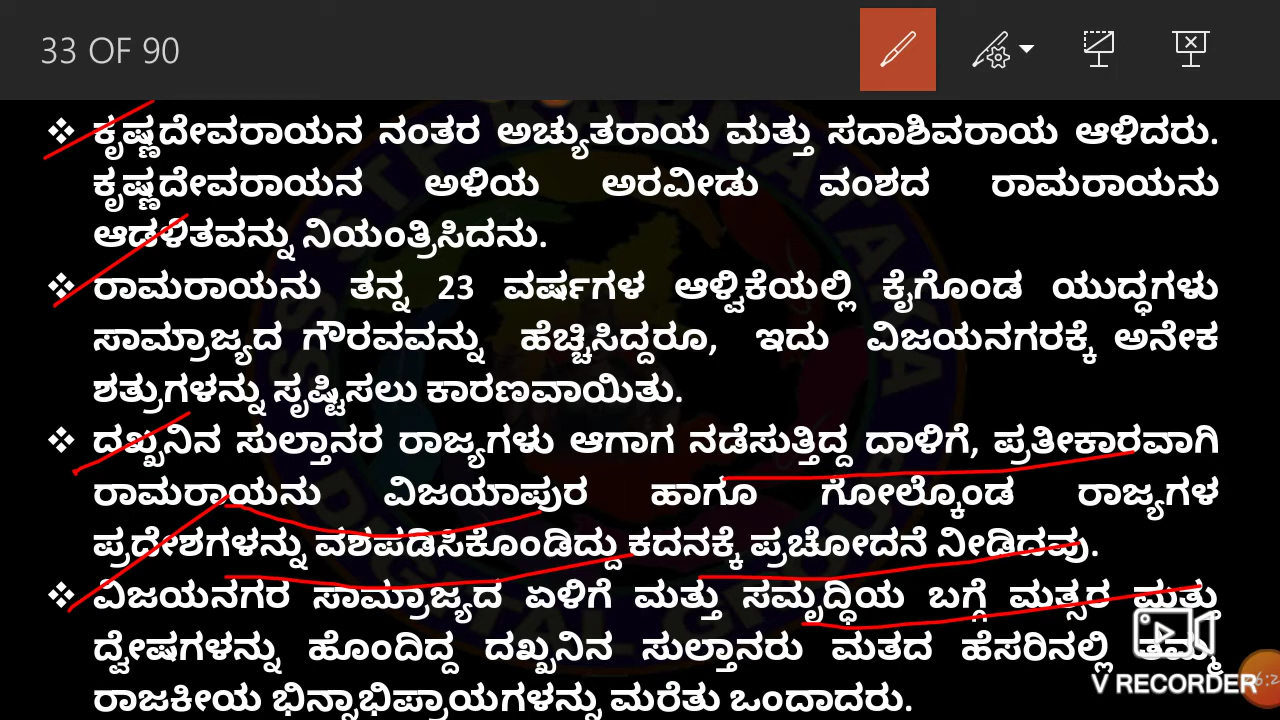 33 OF 90
❖ ಕೃಷ್ಣದೇವರಾಯನ ನಂತರ ಅಚ್ಯುತರಾಯ ಮತ್ತು ಸದಾಶಿವರಾಯ ಆಳಿದರು.
ಕೃಷ್ಣದೇವರಾಯನ ಅಳಿಯ ಅರವೀಡು ವಂಶದ ರಾಮರಾಯನು
ಆಡಳಿತವನ್ನು ನಿಯಂತ್ರಿಸಿದನು.
❖ ರಾಮರಾಯನು ತನ್ನ 23 ವರ್ಷಗಳ ಆಳ್ವಿಕೆಯಲ್ಲಿ ಕೈಗೊಂಡ ಯುದ್ಧಗಳು
ಸಾಮ್ರಾಜ್ಯದ ಗೌರವವನ್ನು ಹೆಚ್ಚಿಸಿದ್ದರೂ, ಇದು ವಿಜಯನಗರಕ್ಕೆ ಅನೇಕ
ಶತ್ರುಗಳನ್ನು ಸೃಷ್ಟಿಸಲು ಕಾರಣವಾಯಿತು.
❖ ದಖ್ಖನಿನ ಸುಲ್ತಾನರ ರಾಜ್ಯಗಳು ಆಗಾಗ ನಡೆಸುತ್ತಿದ್ದ ದಾಳಿಗೆ, ಪ್ರತೀಕಾರವಾಗಿ
ರಾಮರಾಯನು ವಿಜಯಾಪುರ ಹಾಗೂ ಗೋಲ್ಕೊಂಡ ರಾಜ್ಯಗಳ
ಪ್ರದೇಶಗಳನ್ನು ವಶಪಡಿಸಿಕೊಂಡಿದ್ದು ಕದನಕ್ಕೆ ಪ್ರಚೋದನೆ ನೀಡಿದವು.
❖ ವಿಜಯನಗರ ಸಾಮ್ರಾಜ್ಯದ ಏಳಿಗೆ ಮತ್ತು ಸಮೃದ್ಧಿಯ ಬಗ್ಗೆ ಮತ್ಸರ ಮತ್ತು
ದ್ವೇಷಗಳನ್ನು ಹೊಂದಿದ್ದ ದಖ್ಖನಿನ ಸುಲ್ತಾನರು ಮತದ ಹೆಸರಿನಲ್ಲಿ ತಮ್ಮ
ರಾಜಕೀಯ ಭಿನ್ನಾಭಿಪ್ರಾಯಗಳನ್ನು ಮರೆತು ಒಂದಾದರು.
V RECORDER